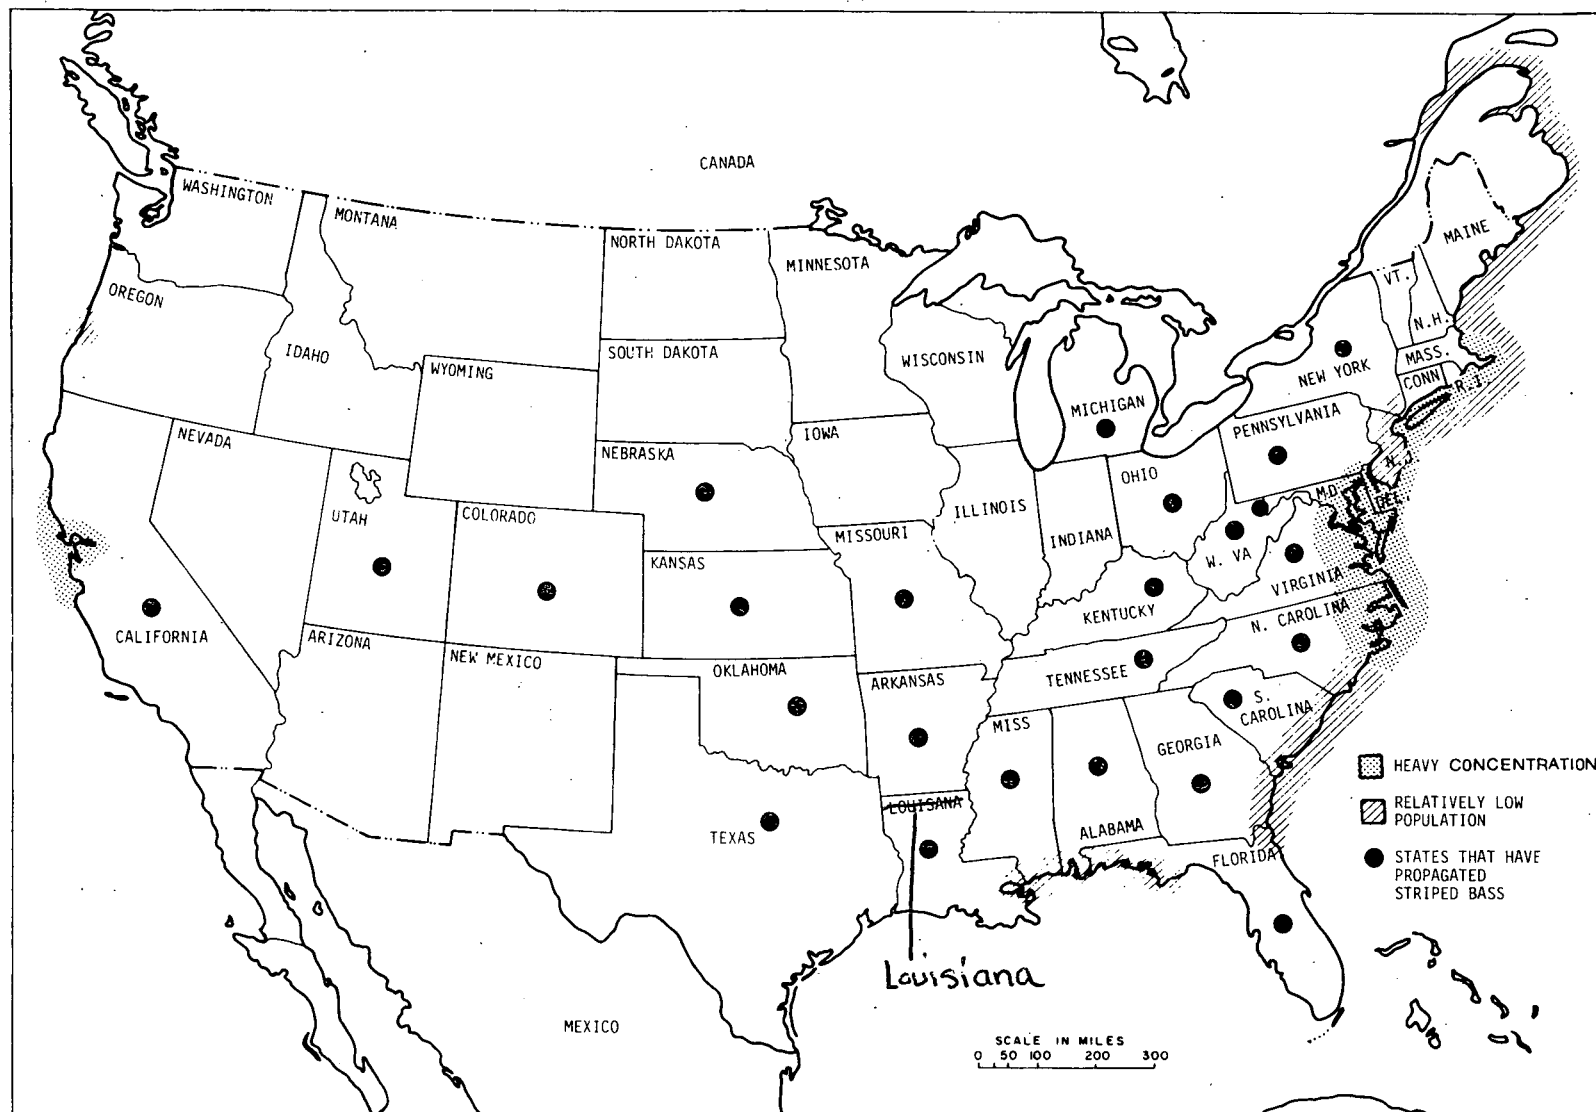 CANADA
WASHINGTON
MONTANA
NORTH DAKOTA
MINNESOTA
MAINE
VT.
OREGON
N.H.
IDAHO
SOUTH DAKOTA
WISCONSIN
MASS.
WYOMING
NEW YORK
CONN
R.I.
MICHIGAN
PENNSYLVANIA
NEVADA
IOWA
NEBRASKA
N.J.
OHIO
M.D.
DEL.
UTAH
COLORADO
ILLINOIS
MISSOURI
INDIANA
W. VA
KANSAS
VIRGINIA
KENTUCKY
N. CAROLINA
CALIFORNIA
ARIZONA
NEW MEXICO
OKLAHOMA
ARKANSAS
TENNESSEE
S.
CAROLINA
MISS
GEORGIA
HEAVY CONCENTRATION
LOUISANA
RELATIVELY LOW
POPULATION
TEXAS
ALABAMA
FLORIDA
STATES THAT HAVE
PROPAGATED
STRIPED BASS
Louisiana
MEXICO
SCALE IN MILES
0 50 100 200 300